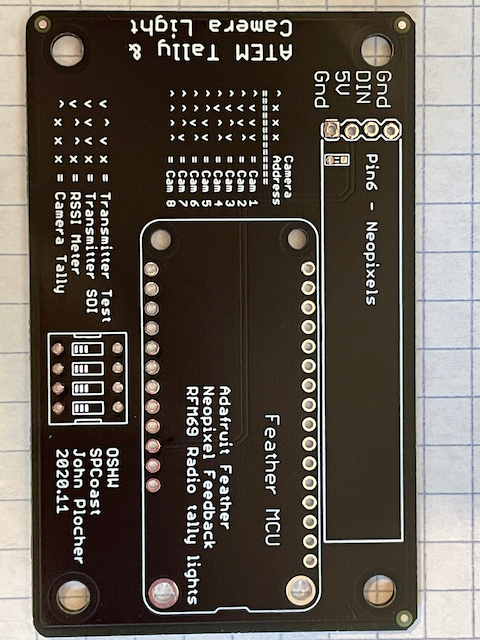 ATEM Tally &
Camera Light
Gnd
DIN
5V
Gnd
Pin6 - Neopixels
Camera
Address
= Cam 1
= Cam 2
= Cam 3
= Cam 4
= Cam 5
= Cam 6
= Cam 7
= Cam 8
= Transmitter Test
= Transmitter SDI
= RSSI Meter
= Camera Tally
Feather MCU
Adafruit Feather
Neopixel Feedback
RFM69 Radio tally lights
OSHW
SPCoast
John Plocher
2020.11